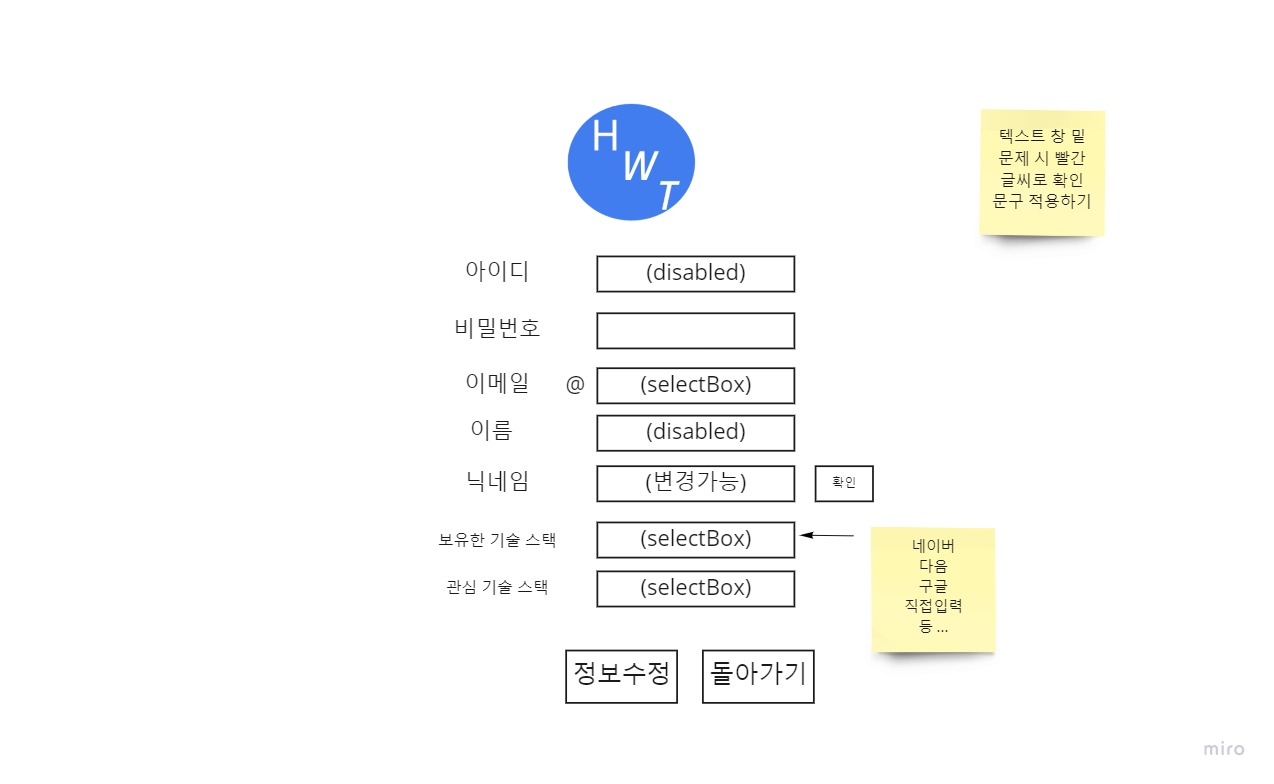 H
W
T
텍스트 창 밑
문제 시 빨간
글씨로 확인
문구 적용하기
아이디 (disabled)
비밀번호
이메일 @ (selectBox)
이름 (disabled)
닉네임 (변경가능) 확인
보유한 기술 스택 (selectBox)
관심 기술 스택 (selectBox)
네이버
다음
구글
직접입력
등 ...
정보수정 돌아가기
miro